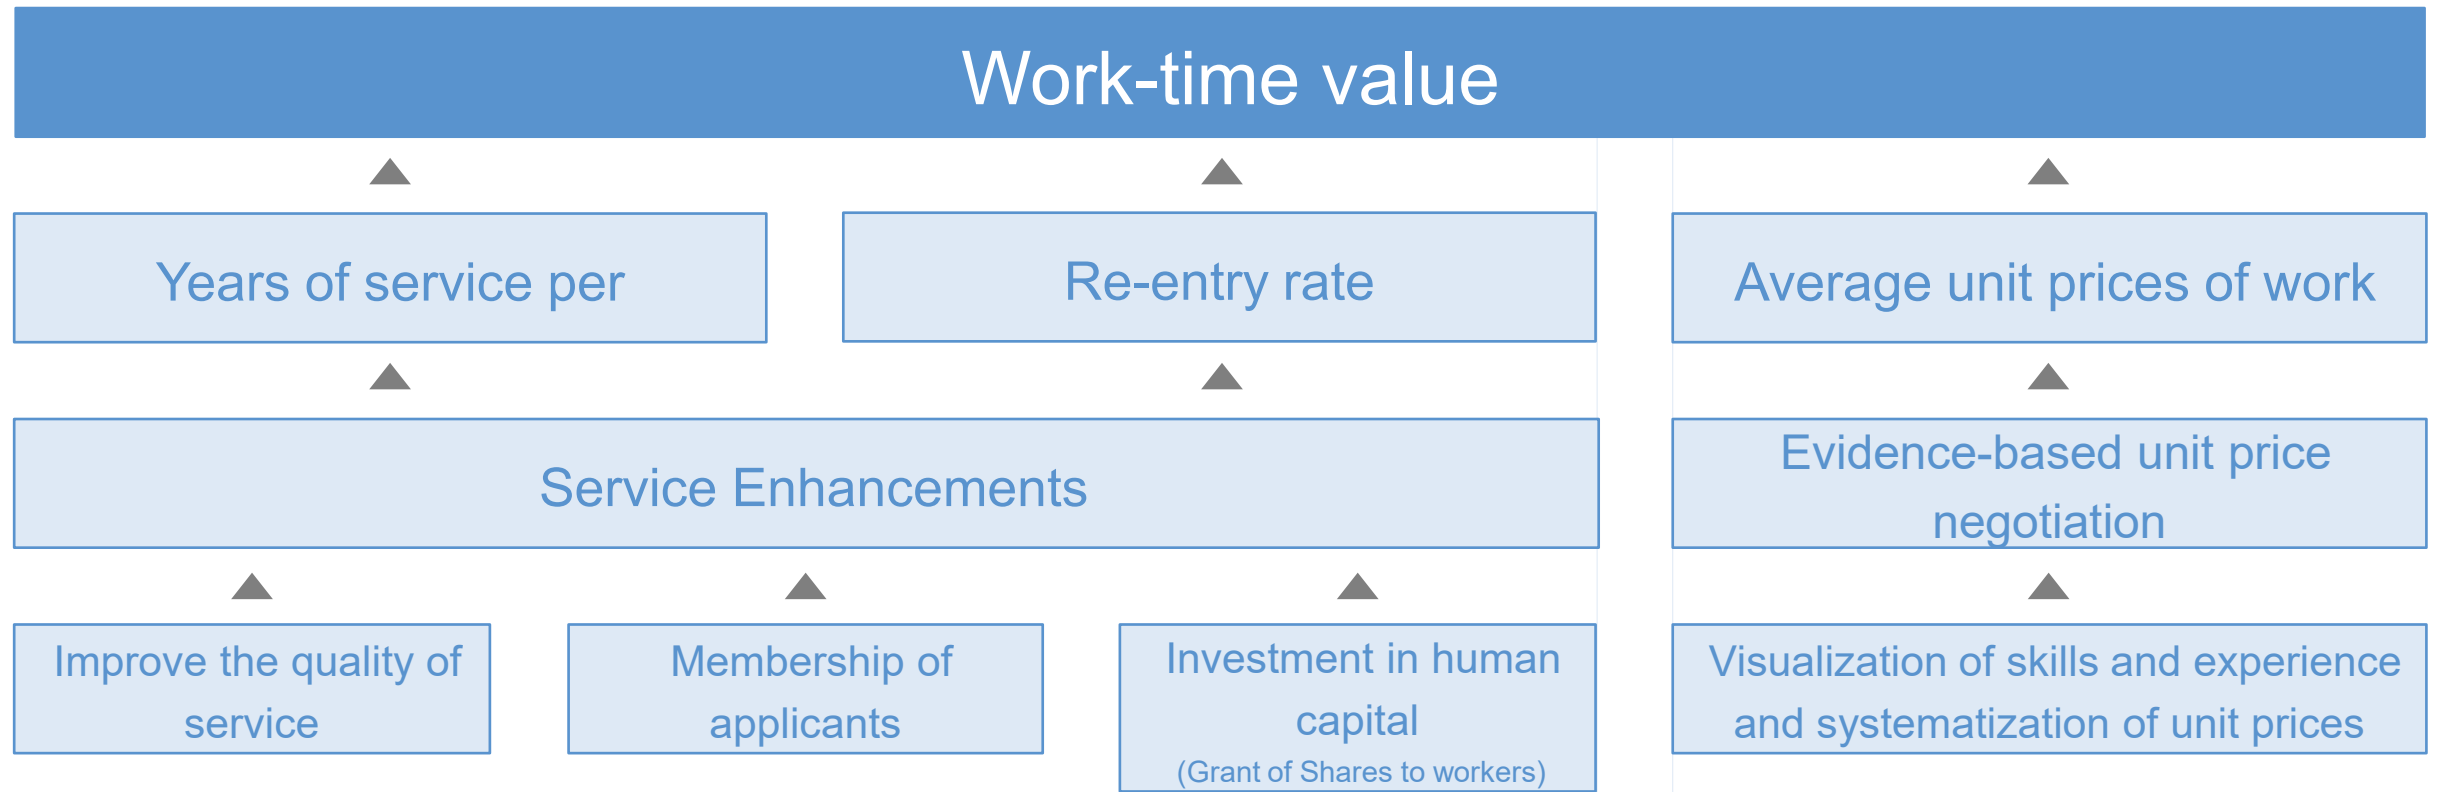 Work-time value
Years of service per
Re-entry rate
Average unit prices of work
Service Enhancements
Evidence-based unit price
negotiation
Improve the quality of
service
Membership of
applicants
Investment in human
capital
(Grant of Shares to workers)
Visualization of skills and experience
and systematization of unit prices